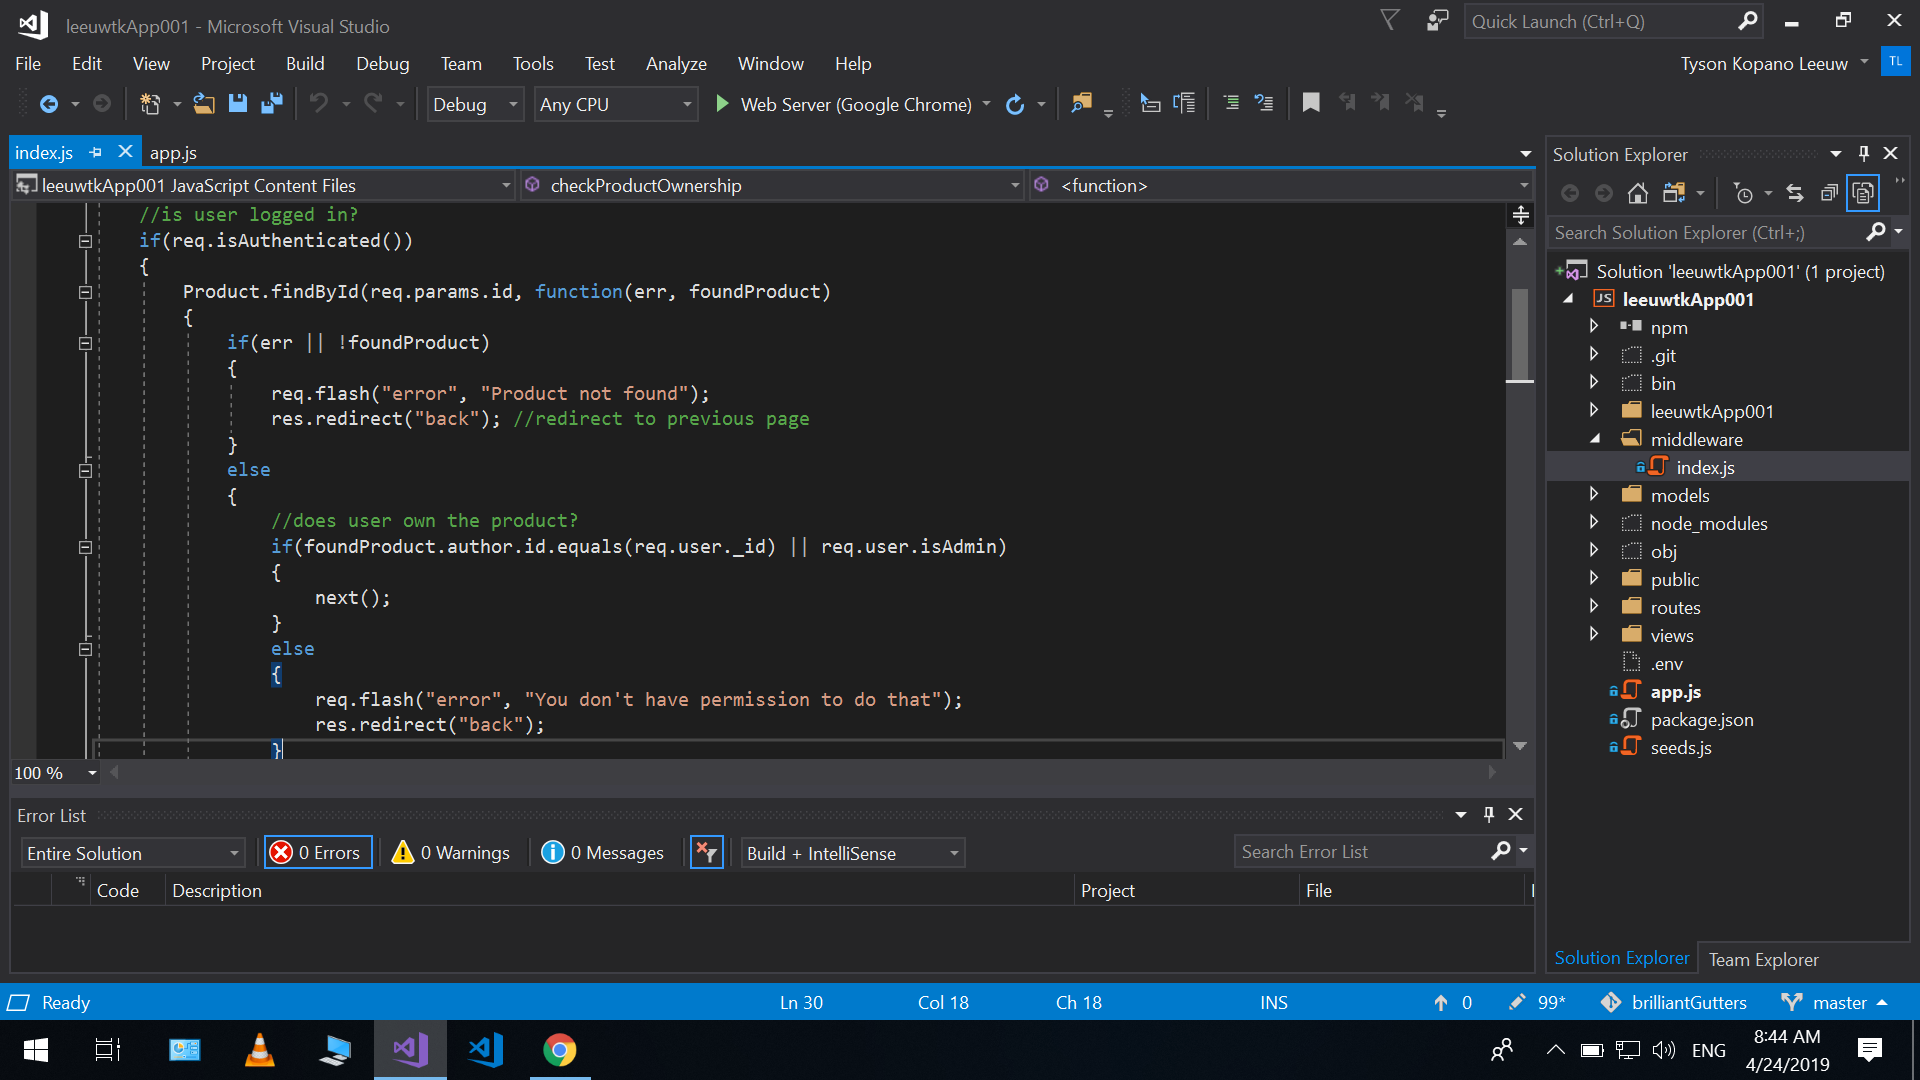 leeuwtkApp001 - Microsoft Visual Studio
Quick Launch (Ctrl+Q)
File Edit View Project Build Debug Team Tools Test Analyze Window Help
Tyson Kopano Leeuw TL
Debug Any CPU Web Server (Google Chrome)
index.js app.js
leeuwtkApp001 JavaScript Content Files checkProductOwnership <function>
//is user logged in?
if(req.isAuthenticated())
{
Product.findById(req.params.id, function(err, foundProduct)
{
if(err || !foundProduct)
{
req.flash("error", "Product not found");
res.redirect("back"); //redirect to previous page
}
else
{
//does user own the product?
if(foundProduct.author.id.equals(req.user._id) || req.user.isAdmin)
{
next();
}
else
{
req.flash("error", "You don't have permission to do that");
res.redirect("back");
}
100 %
Error List
Entire Solution 0 Errors 0 Warnings 0 Messages Build + IntelliSense Search Error List
Code Description Project File
Solution Explorer
Search Solution Explorer (Ctrl+;)
Solution 'leeuwtkApp001' (1 project)
JS leeuwtkApp001
npm
.git
bin
leeuwtkApp001
middleware
index.js
models
node_modules
obj
public
routes
views
.env
app.js
package.json
seeds.js
Solution Explorer Team Explorer
Ready Ln 30 Col 18 Ch 18 INS 0 99* brilliantGutters master
ENG
8:44 AM
4/24/2019